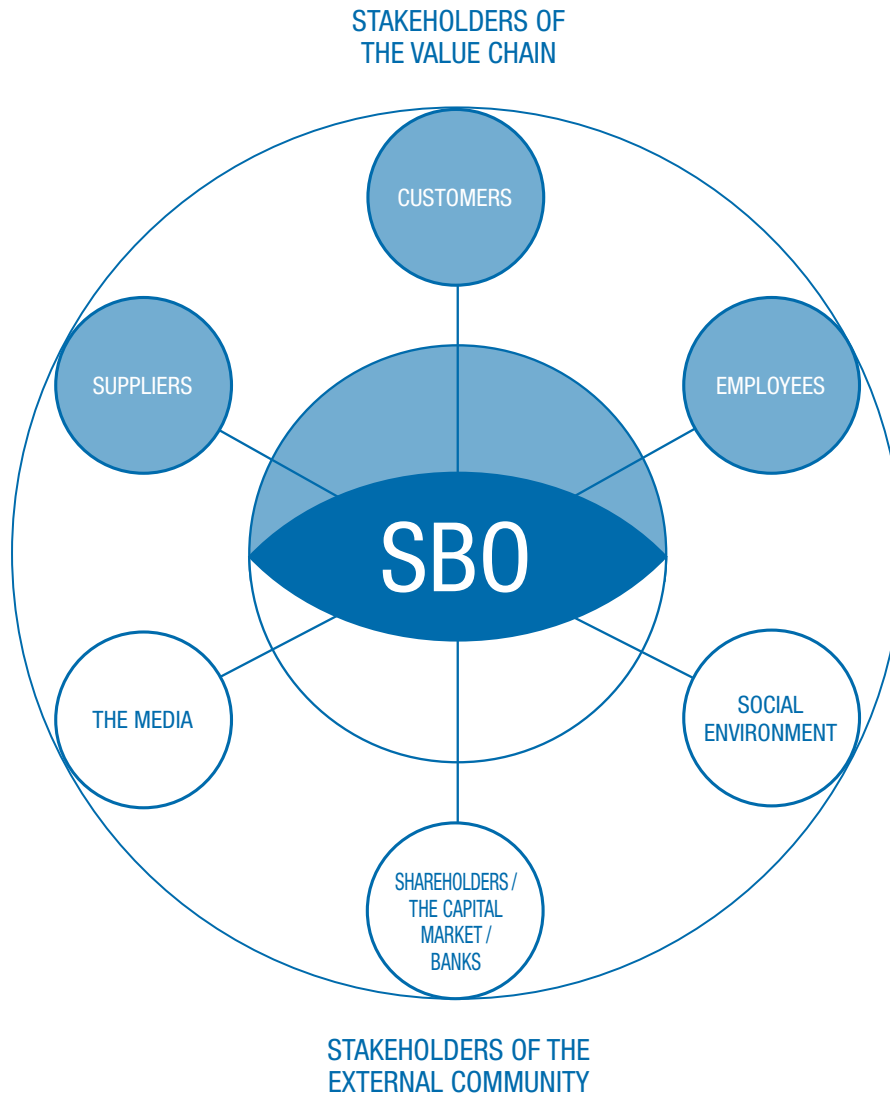 STAKEHOLDERS OF
THE VALUE CHAIN
CUSTOMERS
SUPPLIERS
EMPLOYEES
SBO
THE MEDIA
SOCIAL
ENVIRONMENT
SHAREHOLDERS /
THE CAPITAL
MARKET /
BANKS
STAKEHOLDERS OF THE
EXTERNAL COMMUNITY